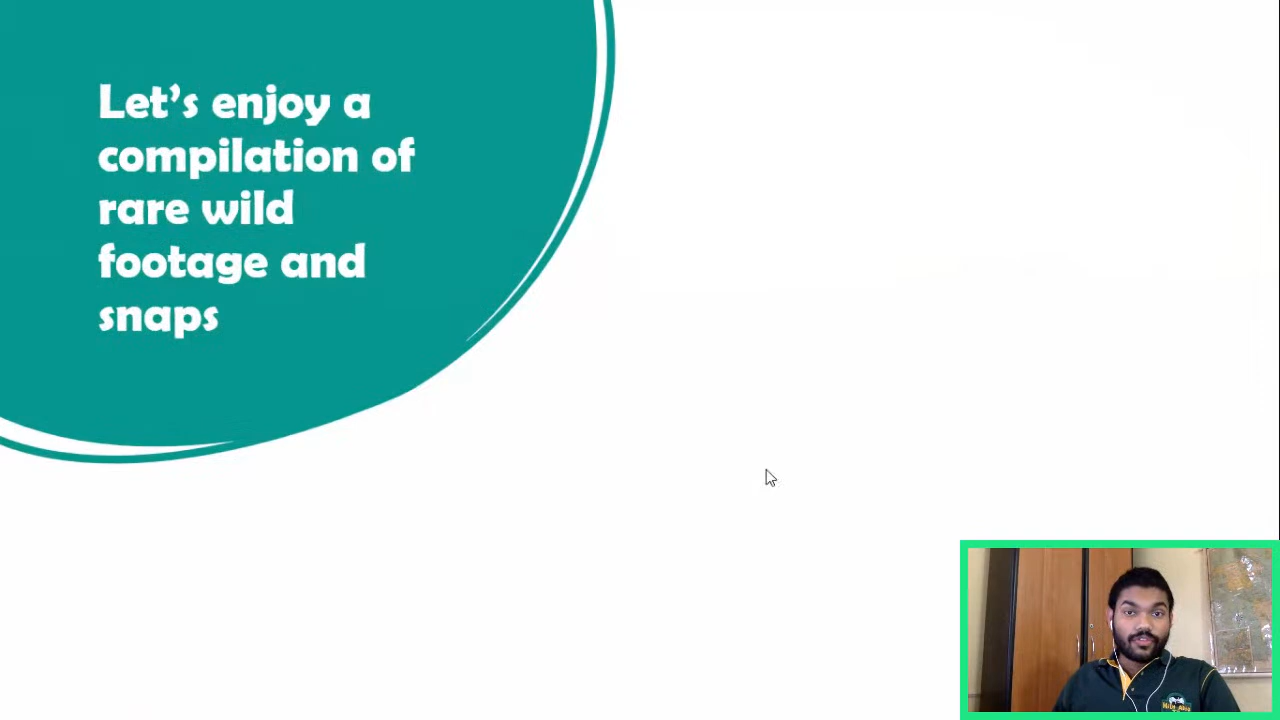 Let’s enjoy a
compilation of
rare wild
footage and
snaps